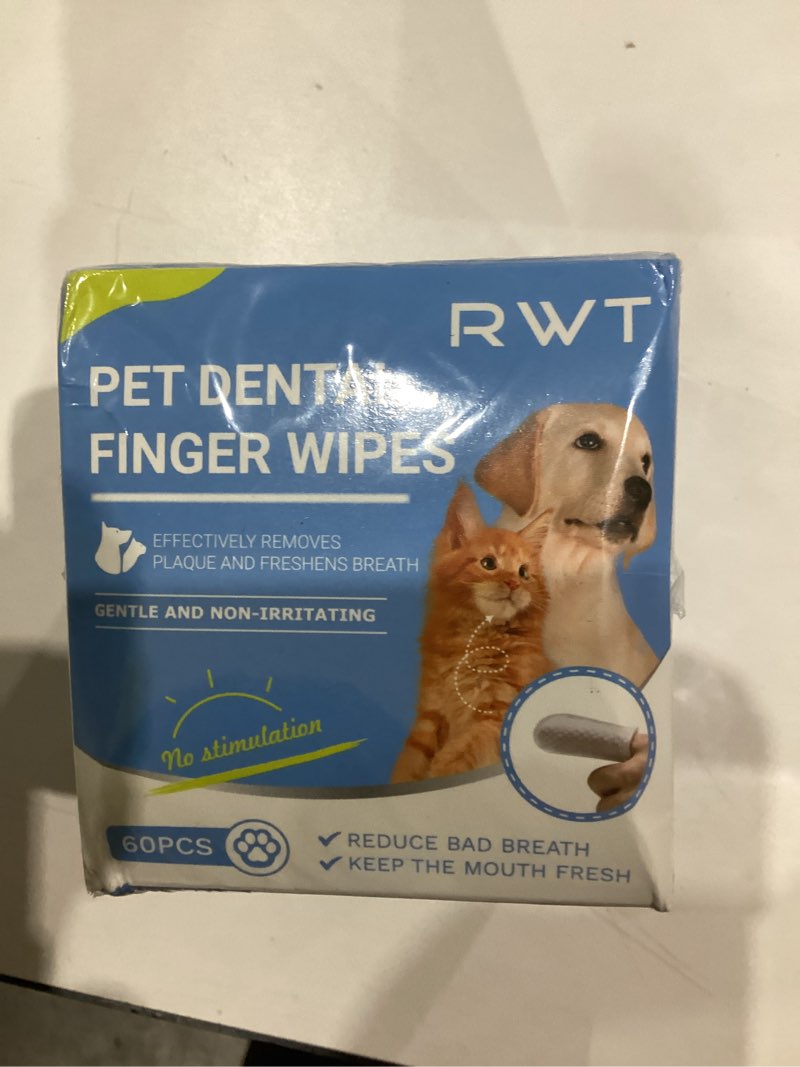 RWT
PET DENTAL
FINGER WIPES
EFFECTIVELY REMOVES
PLAQUE AND FRESHENS BREATH
GENTLE AND NON-IRRITATING
No stimulation
60PCS
✓ REDUCE BAD BREATH
✓ KEEP THE MOUTH FRESH